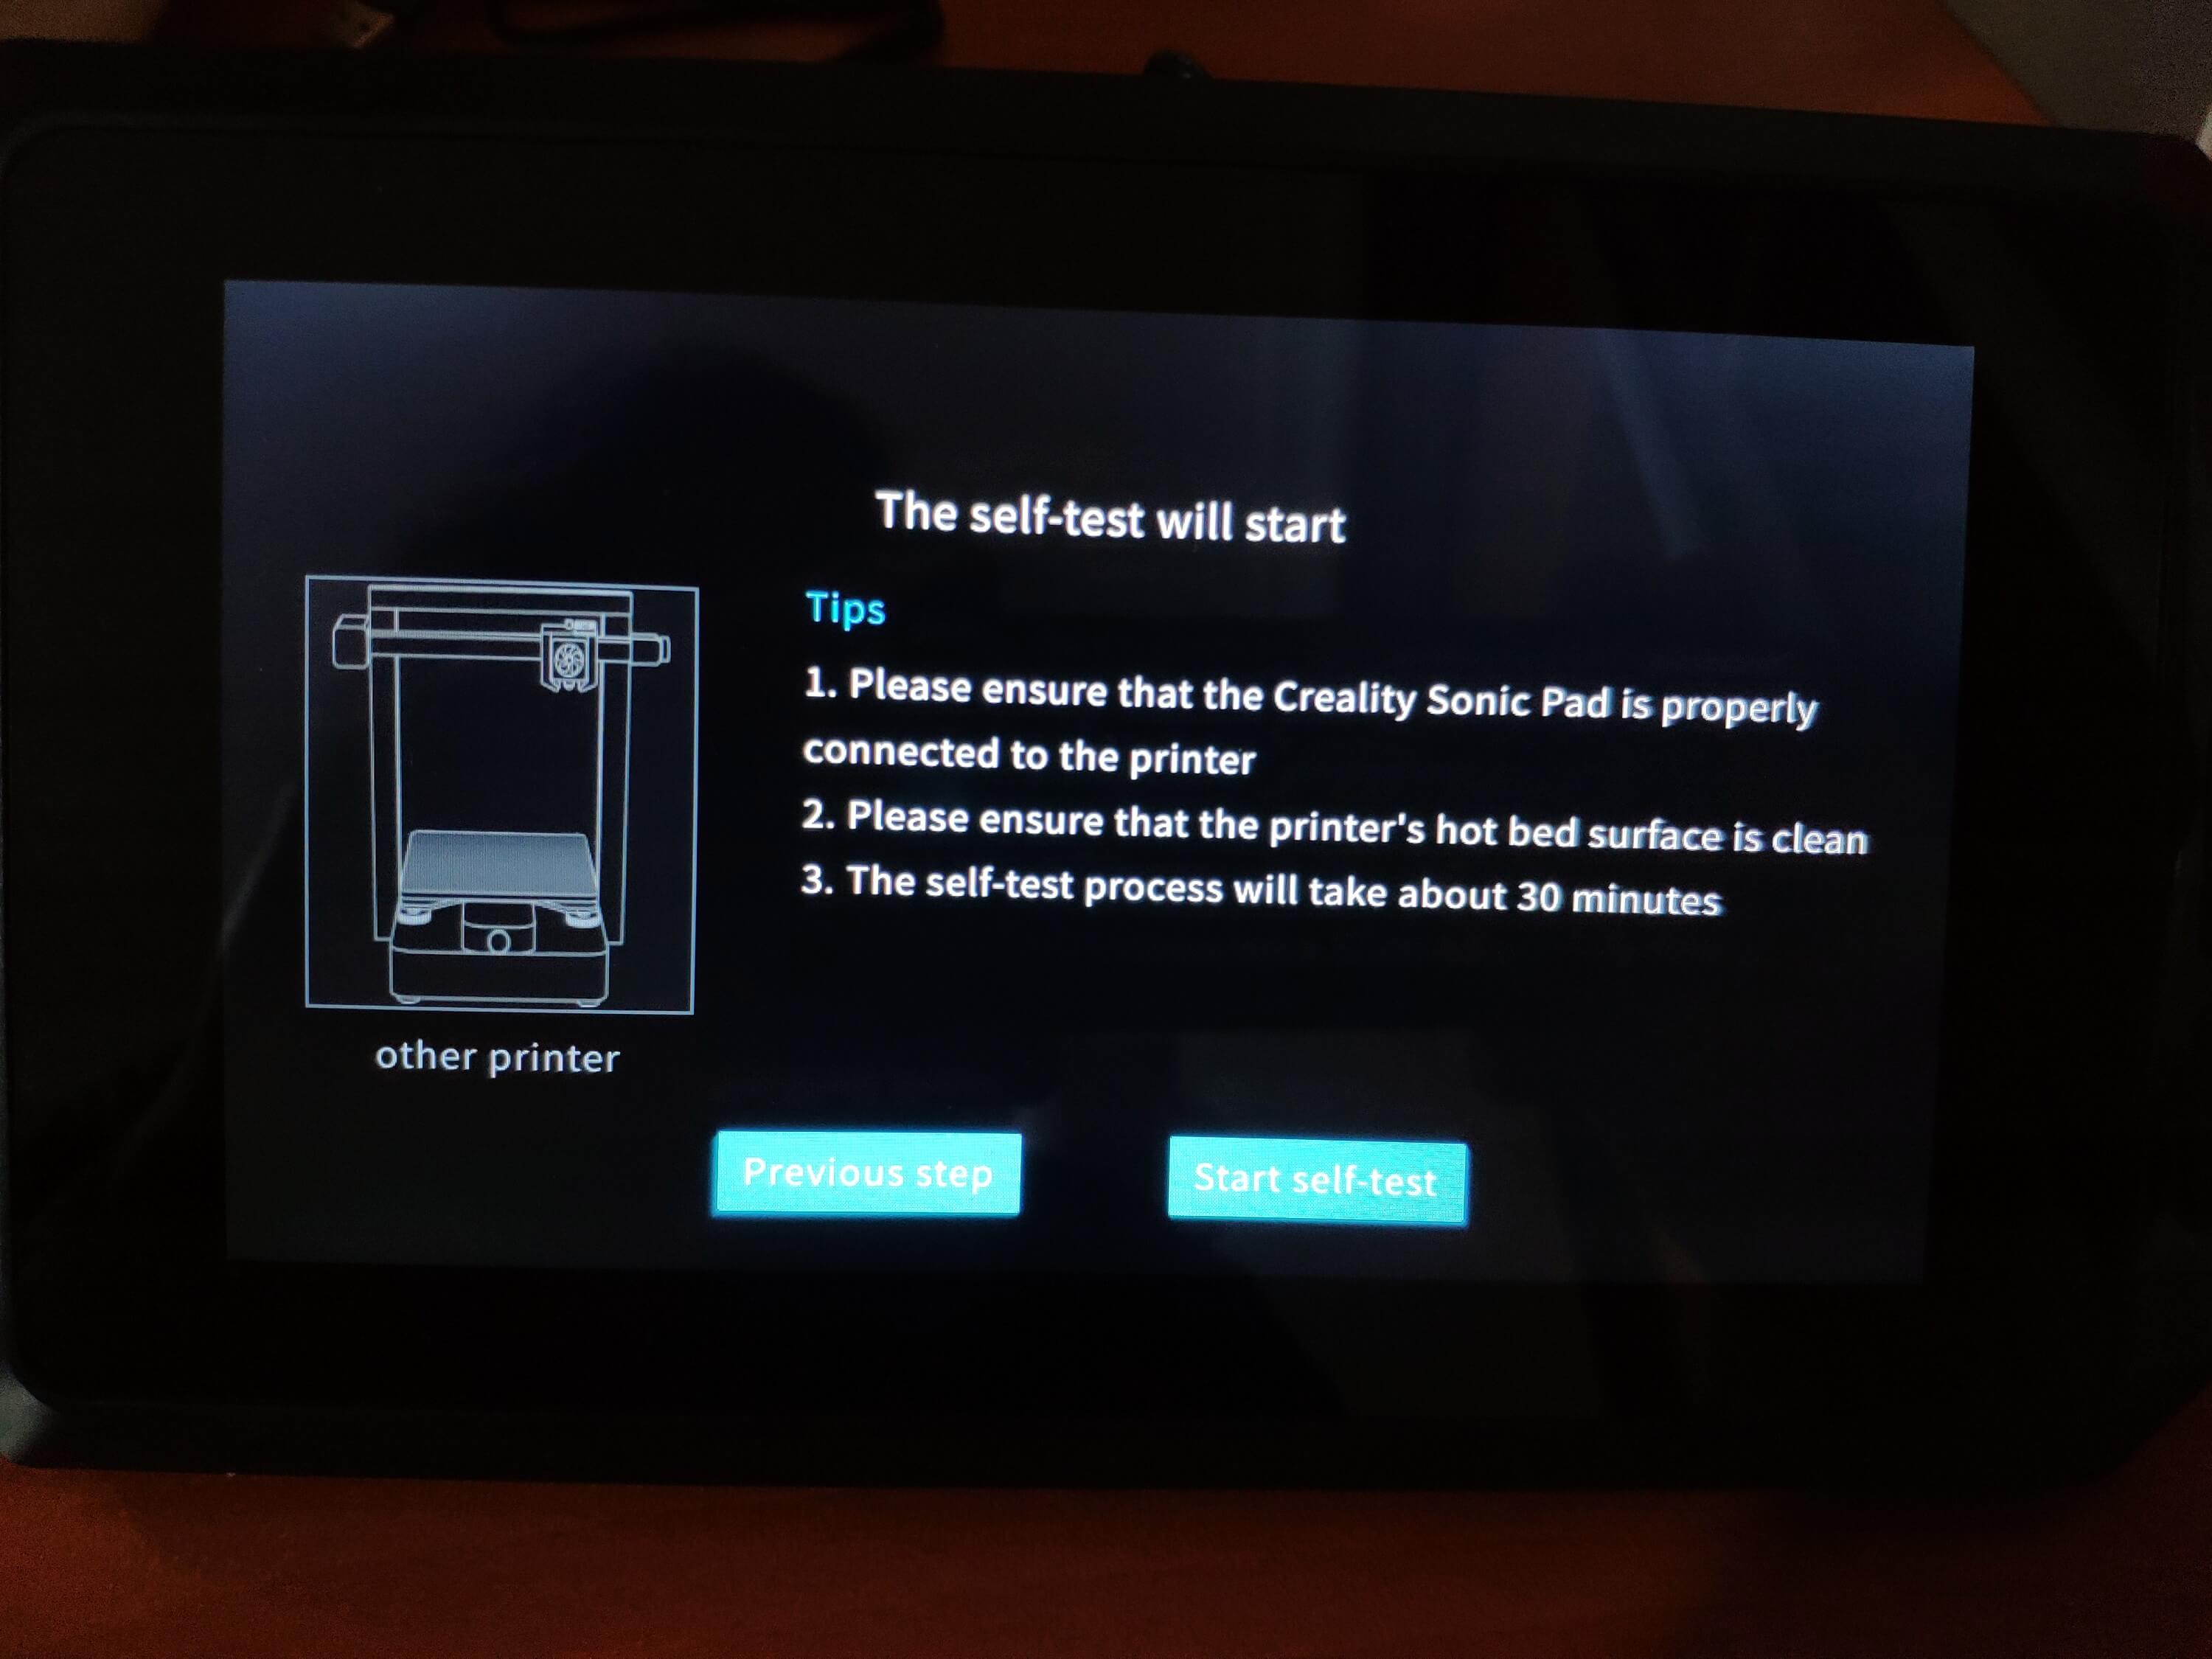 The self-test will start
Tips
1. Please ensure that the Creality Sonic Pad is properly
connected to the printer
2. Please ensure that the printer's hot bed surface is clean
3. The self-test process will take about 30 minutes
other printer
Previous step
Start self-test